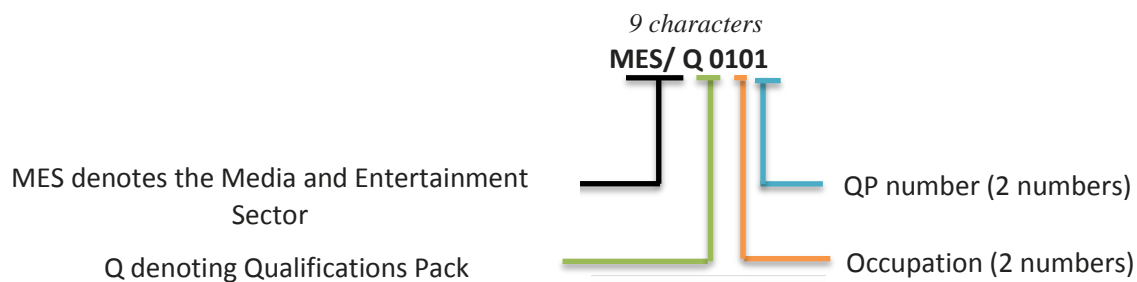 9 characters
MES/ Q 0101
MES denotes the Media and Entertainment
Sector
QP number (2 numbers)
Q denoting Qualifications Pack
Occupation (2 numbers)